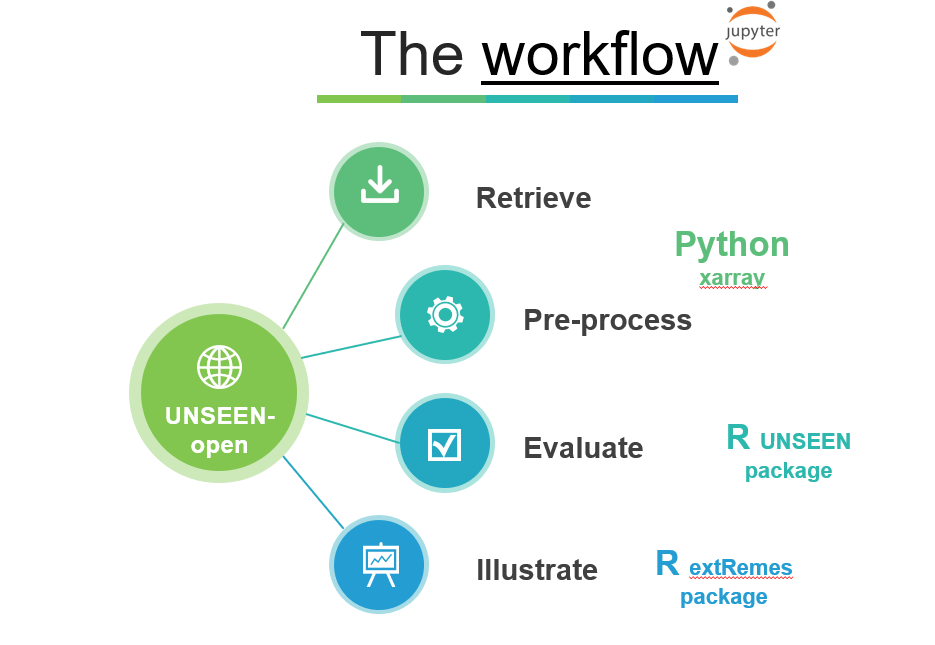 The workflow
jupyter
Retrieve
Python
xarray
Pre-process
UNSEEN-
open
Evaluate
R UNSEEN
package
Illustrate
R extRemes
package